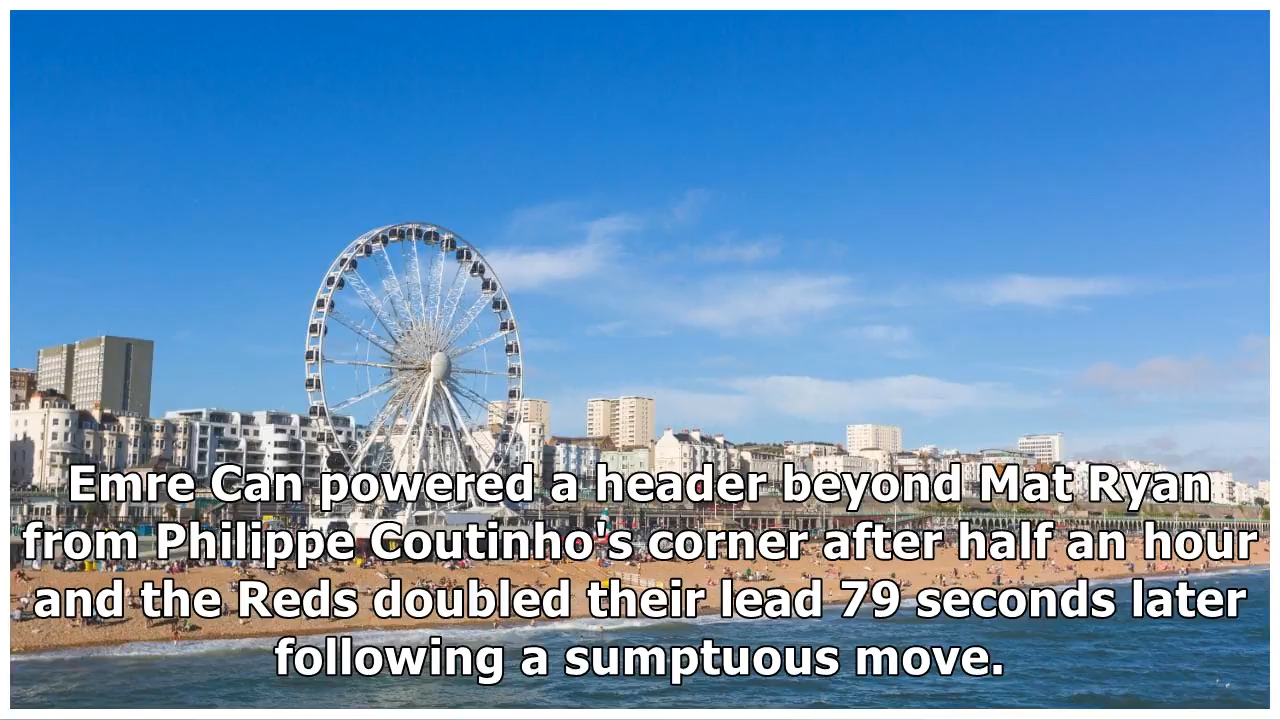 Emre Can powered a header beyond Mat Ryan
from Philippe Coutinho's corner after half an hour
and the Reds doubled their lead 79 seconds later
following a sumptuous move.